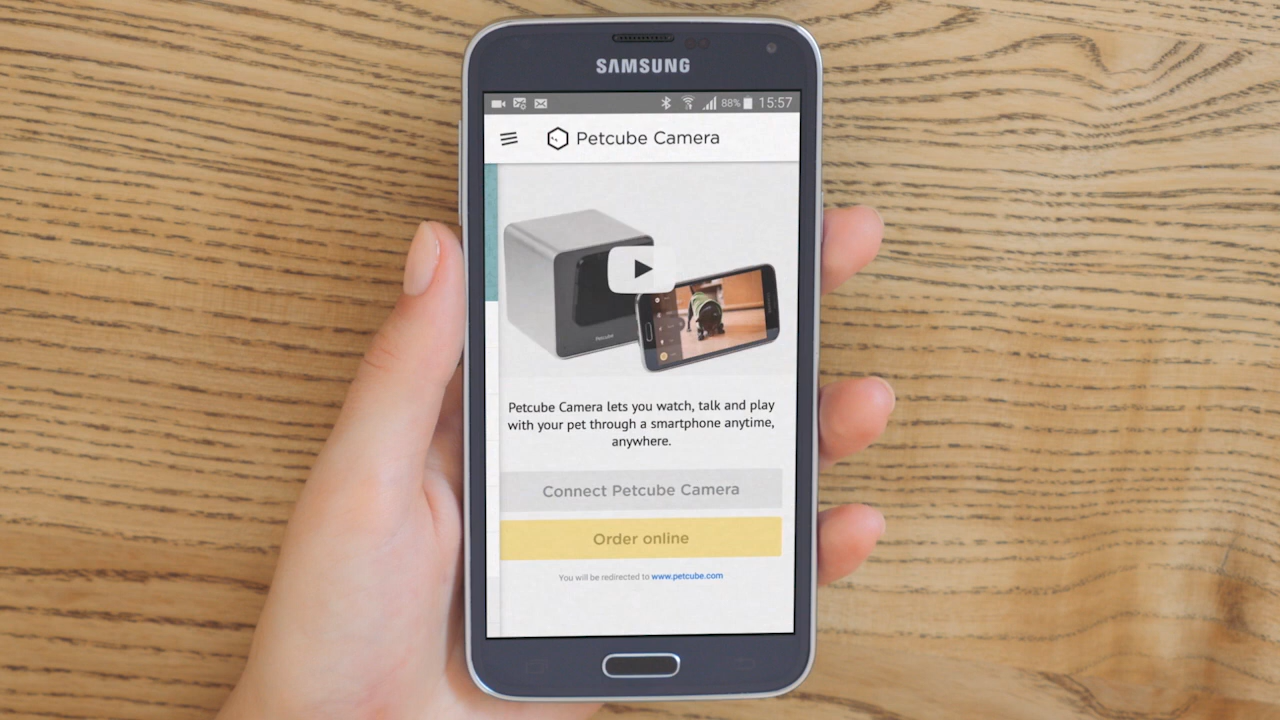 SAMSUNG
88% 15:57
Petcube Camera
Petcube
Petcube Camera lets you watch, talk and play
with your pet through a smartphone anytime,
anywhere.
Connect Petcube Camera
Order online
You will be redirected to www.petcube.com